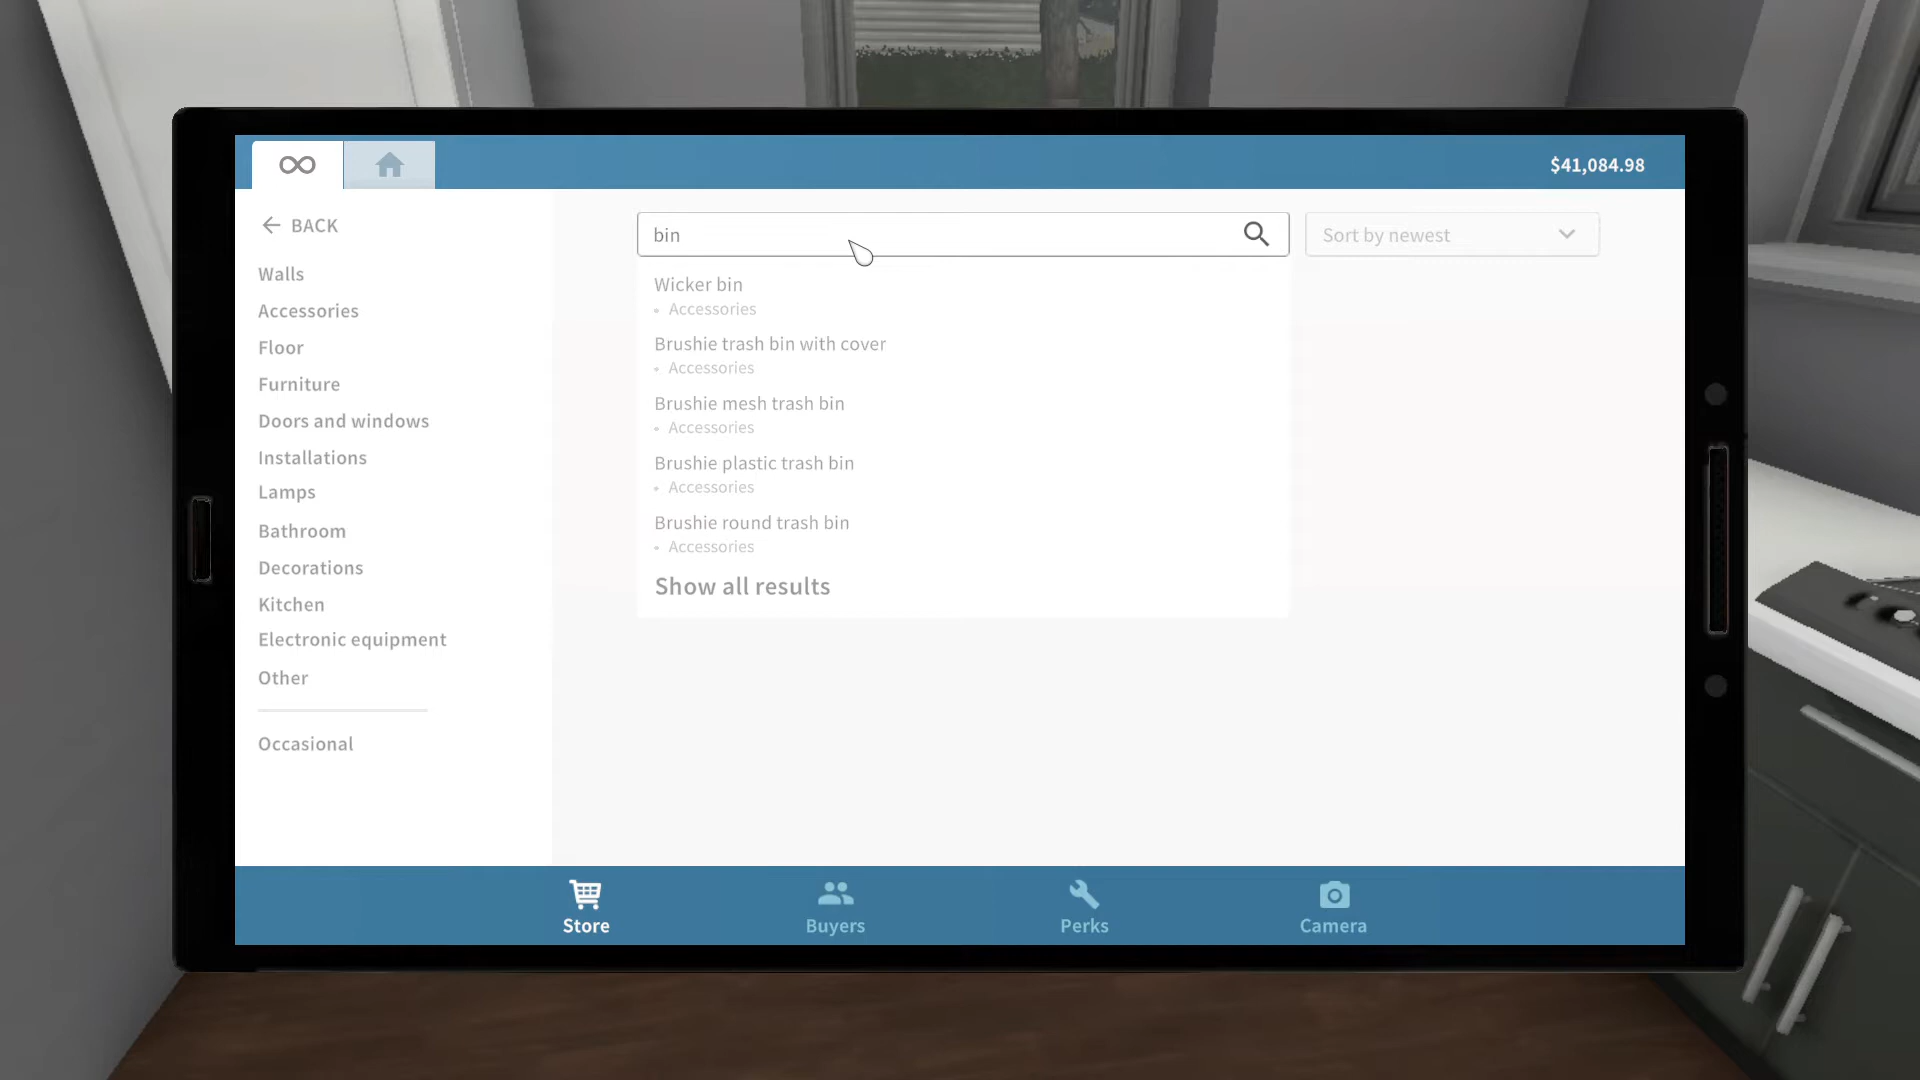 $41,084.98
BACK
Walls
Accessories
Floor
Furniture
Doors and windows
Installations
Lamps
Bathroom
Decorations
Kitchen
Electronic equipment
Other
Occasional
bin
Sort by newest
Wicker bin
• Accessories
Brushie trash bin with cover
• Accessories
Brushie mesh trash bin
• Accessories
Brushie plastic trash bin
• Accessories
Brushie round trash bin
• Accessories
Show all results
Store
Buyers
Perks
Camera